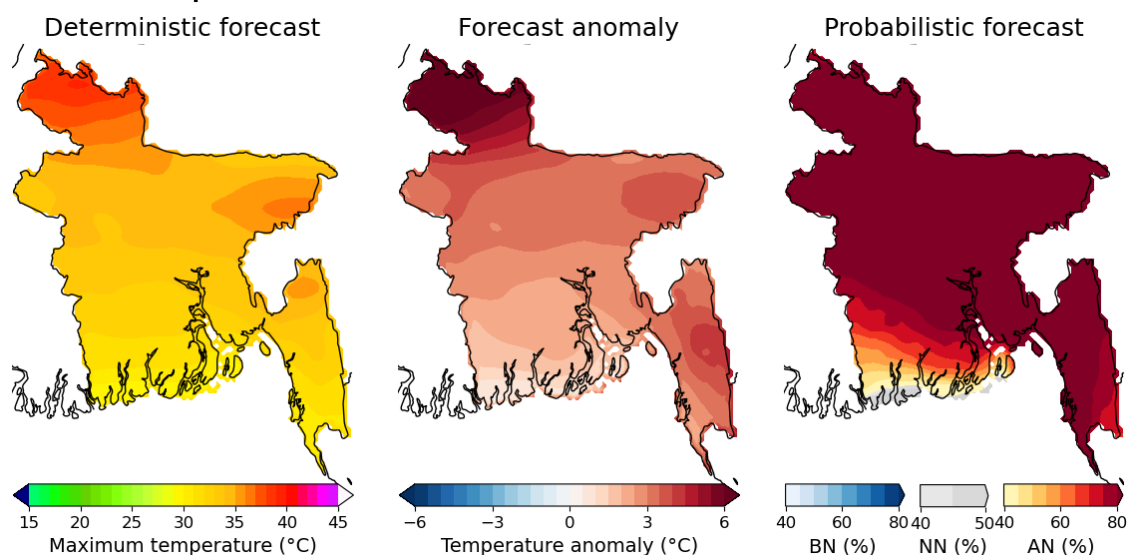 Deterministic forecast
Forecast anomaly
Probabilistic forecast
15 20 25 30 35 40 45
Maximum temperature (°C)
−6 −3 0 3 6
Temperature anomaly (°C)
40 60 80
BN (%)
40 50
NN (%)
40 60 80
AN (%)